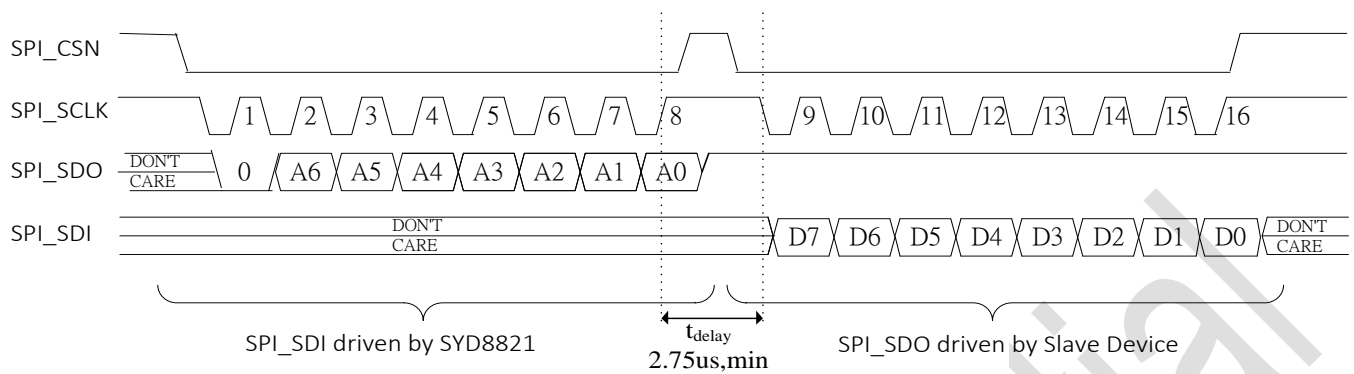 SPI_CSN
SPI_SCLK 1 2 3 4 5 6 7 8 9 10 11 12 13 14 15 16
SPI_SDO DON'T CARE 0 A6 A5 A4 A3 A2 A1 A0
SPI_SDI DON'T CARE D7 D6 D5 D4 D3 D2 D1 D0 DON'T CARE
SPI_SDI driven by SYD8821
tdelay
2.75us,min
SPI_SDO driven by Slave Device